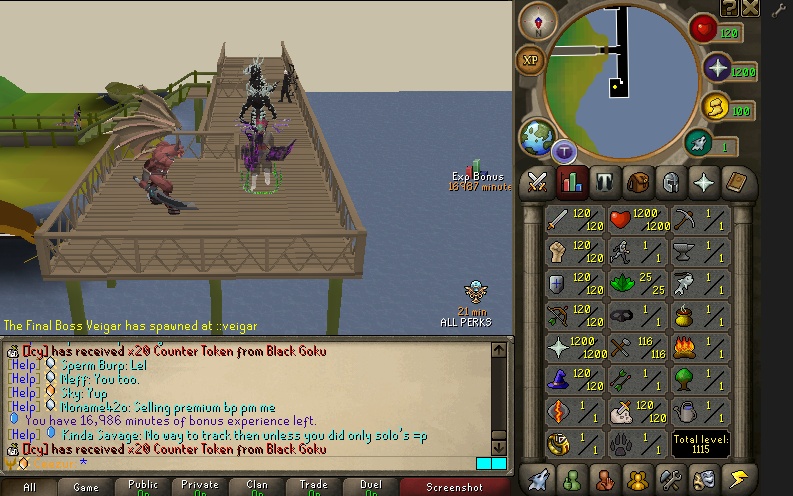 N
120
XP
1200
100
T
1
Exp Bonus
16987 minute
21 min
ALL PERKS
The Final Boss Veigar has spawned at ::veigar
[Icy] has received x20 Counter Token from Black Goku
[Help] Sperm Burp: Lel
[Help] Neff: You too.
[Help] Sky: Yup
[Help] Noname420: Selling premium bp pm me
You have 16,986 minutes of bonus experience left.
[Help] Kinda Savage: No way to track then unless you did only solo's =p
[Icy] has received x20 Counter Token from Black Goku
*
All Game Public Private Clan Trade Duel Screenshot
On On On On On
120/120 1200/1200 1/1
120/120 1/1 1/1
120/120 25/25 1/1
120/120 1/1 1/1
1200/1200 116/116 1/1
120/120 1/1 1/1
1/1 120/120 1/1
1/1 1/1 Total level: 1115